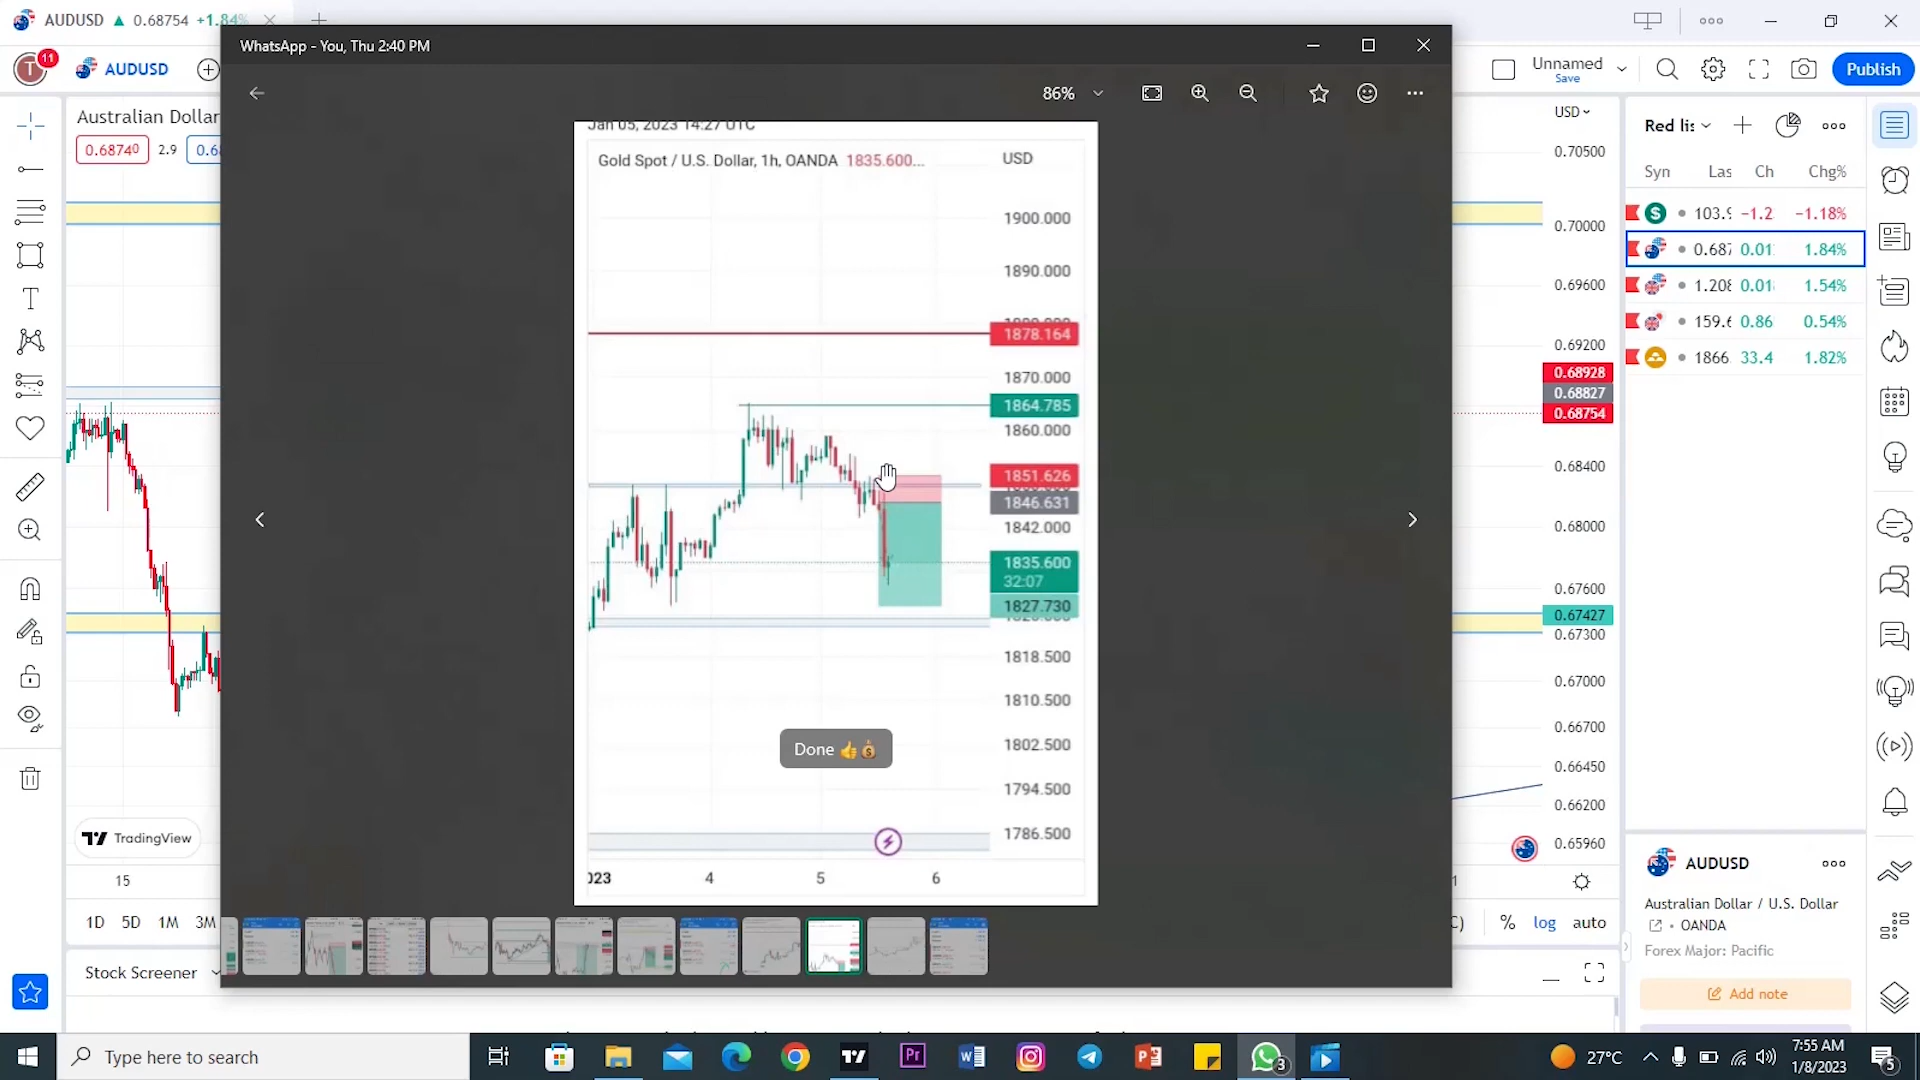 AUDUSD ▲ 0.68754 +1.84%
WhatsApp - You, Thu 2:40 PM
T
11
AUDUSD
Unnamed
Save
Publish
86%
Australian Dollar
0.68740
2.9
0.6
Jan 05, 2023 14:27 UTC
Gold Spot / U.S. Dollar, 1h, OANDA 1835.600...
USD
1900.000
1890.000
1878.164
1870.000
1864.785
1860.000
1851.626
1846.631
1842.000
1835.600
32:07
1827.730
1818.500
1810.500
1802.500
1794.500
1786.500
Done 👍💰
023
4
5
6
USD
0.70500
0.70000
0.69600
0.69200
0.68928
0.68827
0.68754
0.68400
0.68000
0.67600
0.67427
0.67300
0.67000
0.66700
0.66450
0.66200
0.65960
Red lis
Syn
Las
Ch
Chg%
103.9 −1.2 −1.18%
0.687 0.01 1.84%
1.208 0.01 1.54%
159.6 0.86 0.54%
1866. 33.4 1.82%
TradingView
15
1D 5D 1M 3M
C)
%
log
auto
Stock Screener
AUDUSD
Australian Dollar / U.S. Dollar
• OANDA
Forex Major: Pacific
Add note
Type here to search
Pr
3
27°C
7:55 AM
1/8/2023
5